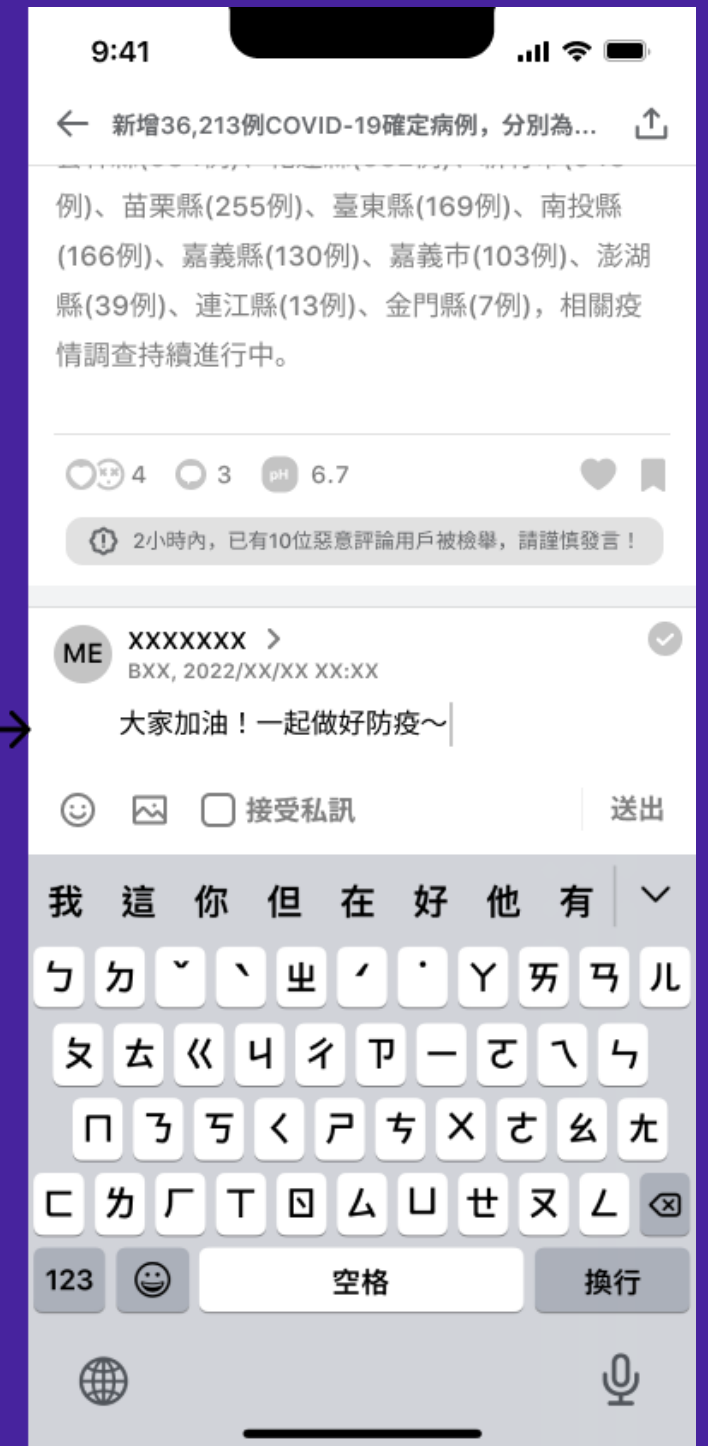 9:41
新增36,213例COVID-19確定病例，分別為...
例)、苗栗縣(255例)、臺東縣(169例)、南投縣
(166例)、嘉義縣(130例)、嘉義市(103例)、澎湖
縣(39例)、連江縣(13例)、金門縣(7例)，相關疫
情調查持續進行中。
4 3 pH 6.7
2小時內，已有10位惡意評論用戶被檢舉，請謹慎發言！
ME XXXXXXX
BXX, 2022/XX/XX XX:XX
大家加油！一起做好防疫～
接受私訊 送出
我 這 你 但 在 好 他 有
ㄅ ㄉ ˇ ˋ ㄓ ˊ ˙ ㄚ ㄞ ㄢ ㄦ
ㄆ ㄊ ㄍ ㄐ ㄔ ㄗ ㄧ ㄛ ㄟ ㄣ
ㄇ ㄋ ㄎ ㄑ ㄕ ㄘ ㄨ ㄜ ㄠ ㄤ
ㄈ ㄌ ㄏ ㄒ ㄖ ㄙ ㄩ ㄝ ㄡ ㄥ
123 空格 換行